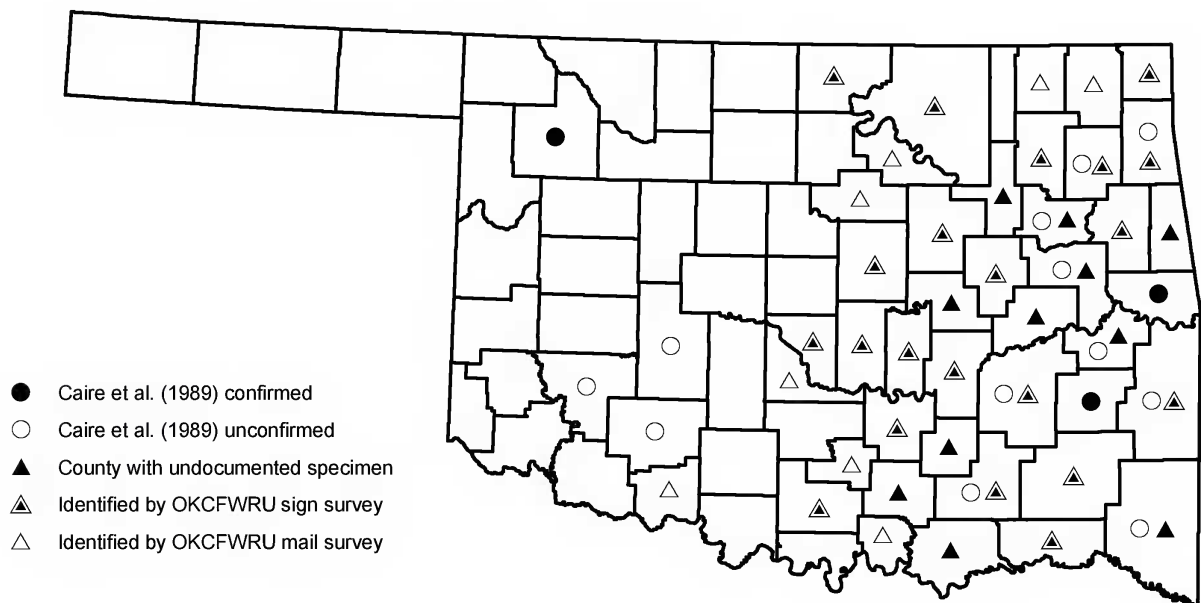 Caire et al. (1989) confirmed
Caire et al. (1989) unconfirmed
County with undocumented specimen
Identified by OKCFWRU sign survey
Identified by OKCFWRU mail survey